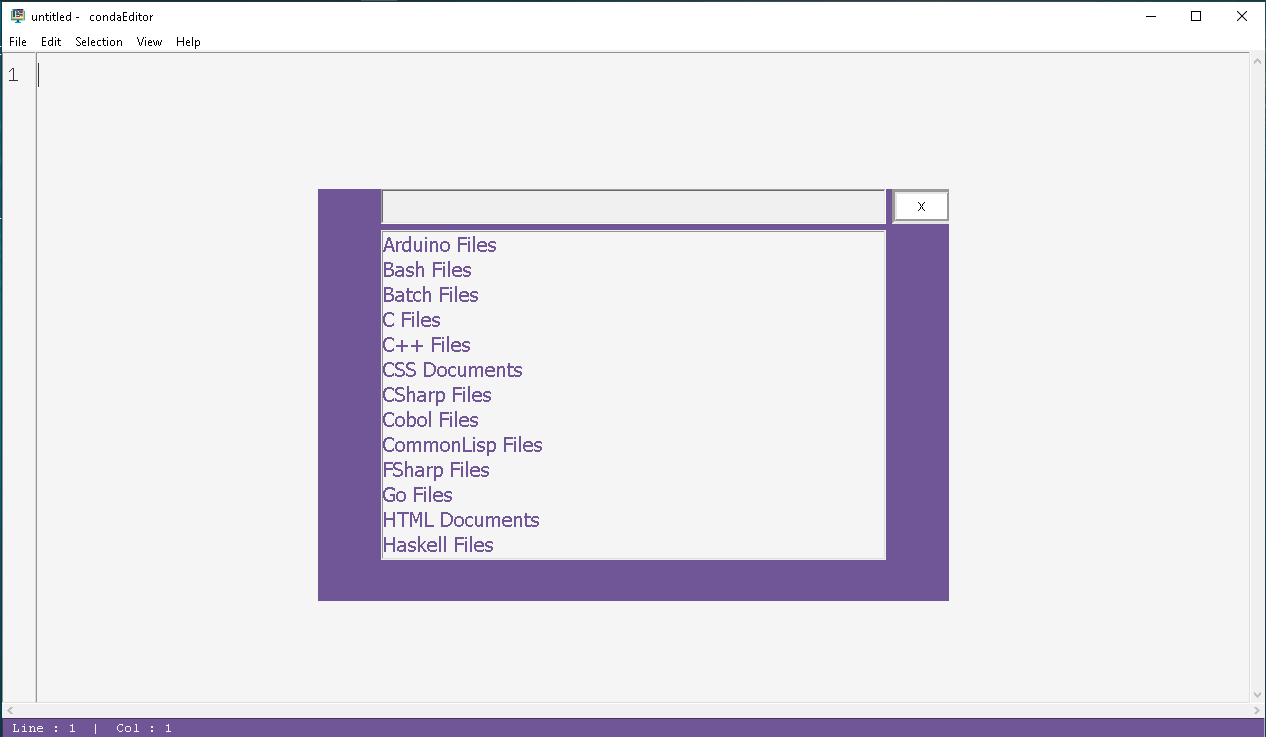 untitled - condaEditor
File Edit Selection View Help
1
X
Arduino Files
Bash Files
Batch Files
C Files
C++ Files
CSS Documents
CSharp Files
Cobol Files
CommonLisp Files
FSharp Files
Go Files
HTML Documents
Haskell Files
Line : 1 | Col : 1